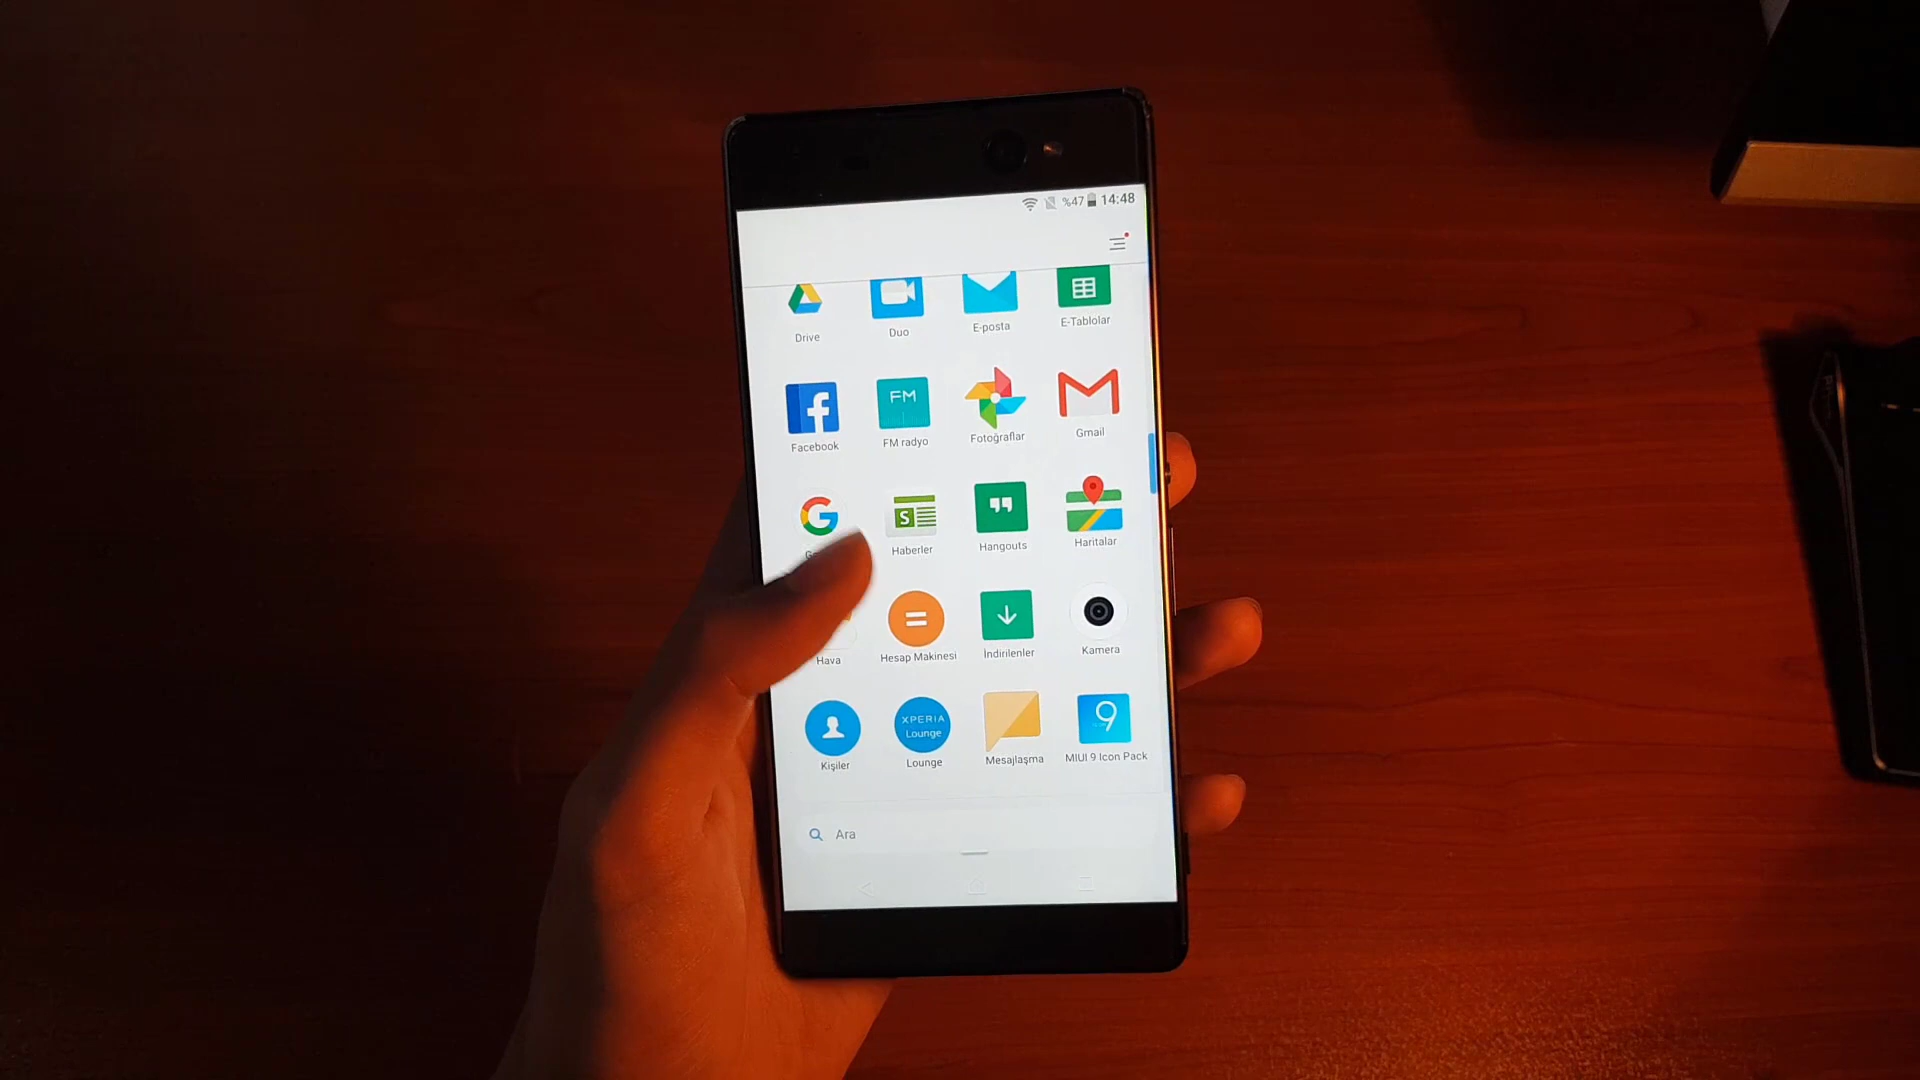 %47 14:48
Drive Duo E-posta E-Tablolar
FM
Facebook FM radyo Fotoğraflar Gmail
S
Haberler Hangouts Haritalar
Hava Hesap Makinesi İndirilenler Kamera
XPERIA
Lounge
9
Kişiler Lounge Mesajlaşma MIUI 9 Icon Pack
Ara